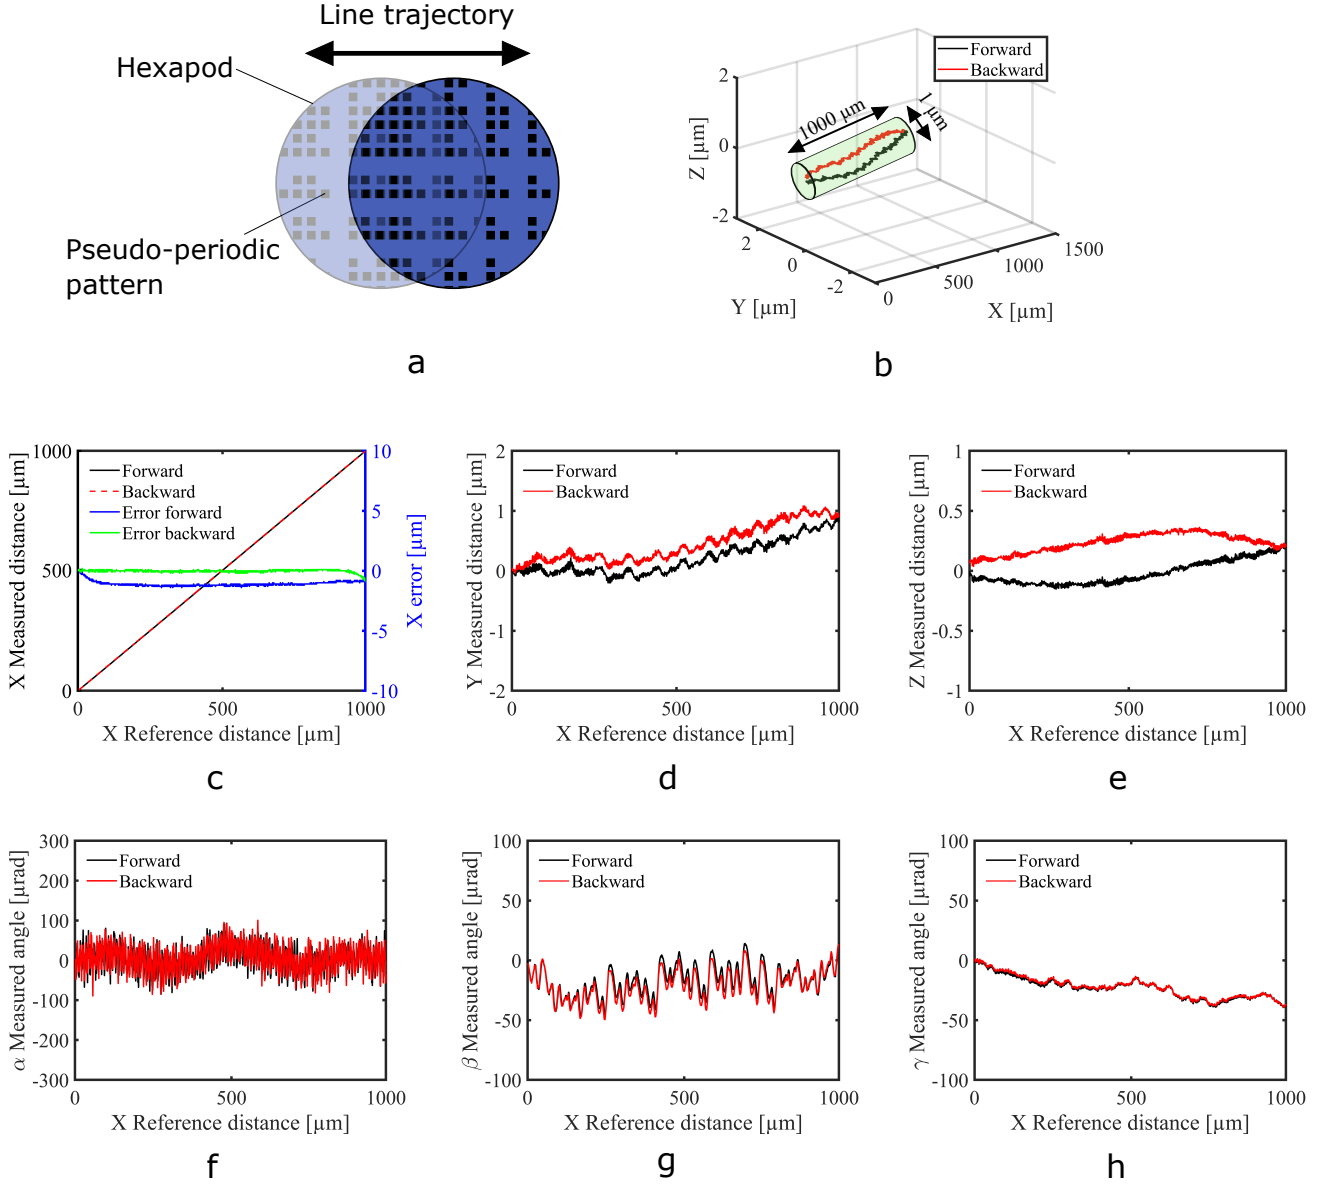 Line trajectory
Hexapod
Pseudo-periodic
pattern
a
Forward
Backward
1000 µm
1 µm
2
0
-2
Z [µm]
2
0
-2
Y [µm]
0
500
1000
1500
X [µm]
b
1000
500
0
X Measured distance [µm]
Forward
Backward
Error forward
Error backward
10
5
0
-5
-10
X error [µm]
0
500
1000
X Reference distance [µm]
c
2
1
0
-1
-2
Y Measured distance [µm]
Forward
Backward
0
500
1000
X Reference distance [µm]
d
1
0.5
0
-0.5
-1
Z Measured distance [µm]
Forward
Backward
0
500
1000
X Reference distance [µm]
e
300
200
100
0
-100
-200
-300
α Measured angle [µrad]
Forward
Backward
0
500
1000
X Reference distance [µm]
f
100
50
0
-50
-100
β Measured angle [µrad]
Forward
Backward
0
500
1000
X Reference distance [µm]
g
100
50
0
-50
-100
γ Measured angle [µrad]
Forward
Backward
0
500
1000
X Reference distance [µm]
h